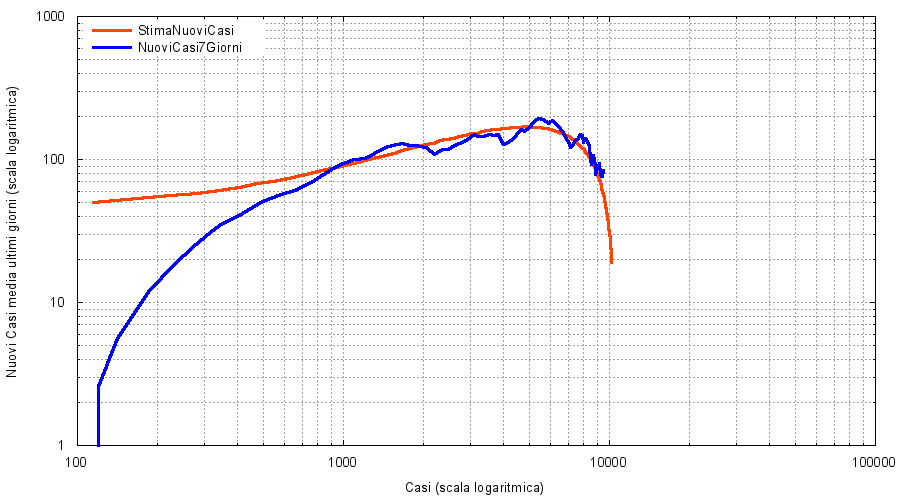 1000
StimaNuoviCasi
NuoviCasi7Giorni
100
10
1
Nuovi Casi media ultimi giorni (scala logaritmica)
100
1000
10000
100000
Casi (scala logaritmica)